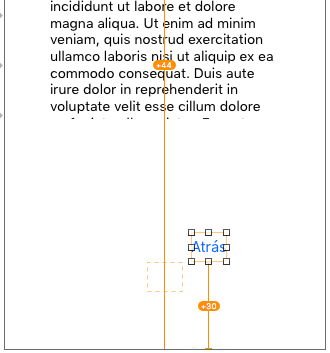 incididunt ut labore et dolore
magna aliqua. Ut enim ad minim
veniam, quis nostrud exercitation
ullamco laboris nisi ut aliquip ex ea
+44
commodo consequat. Duis aute
irure dolor in reprehenderit in
voluptate velit esse cillum dolore
Atrás
+30